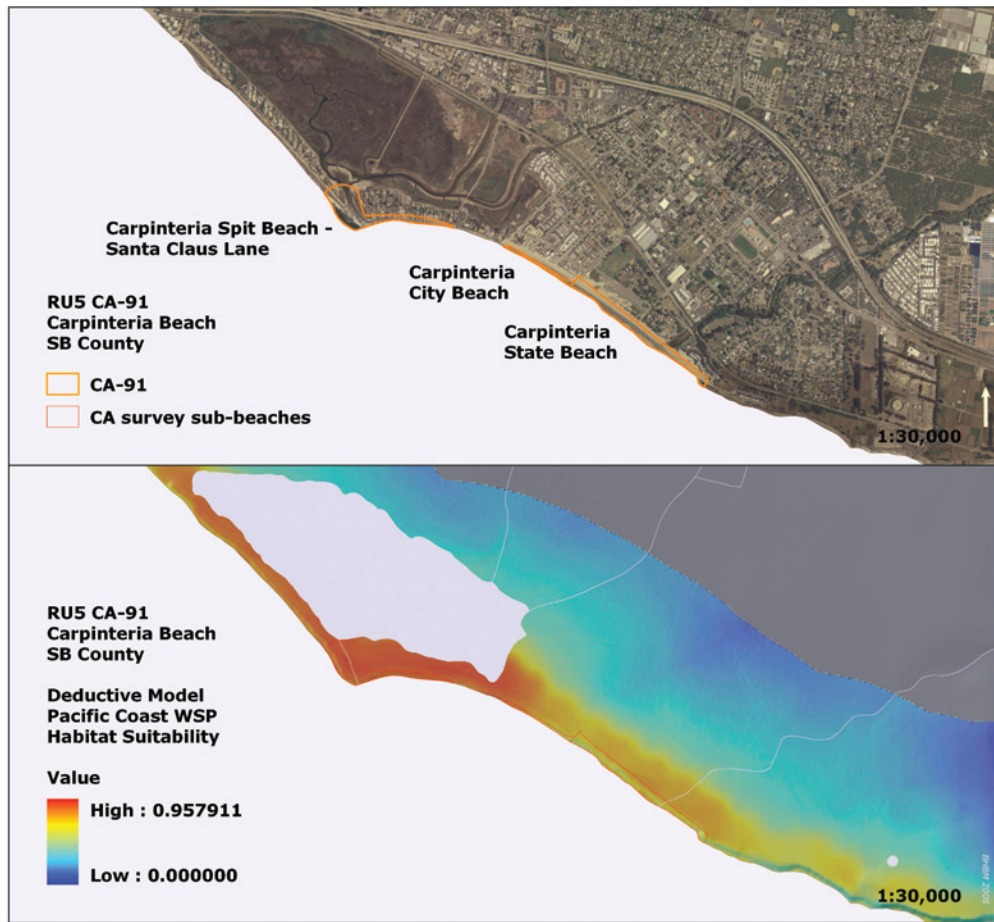 Carpinteria Spit Beach -
Santa Claus Lane
Carpinteria
City Beach
Carpinteria
State Beach
RU5 CA-91
Carpinteria Beach
SB County
CA-91
CA survey sub-beaches
1:30,000
RU5 CA-91
Carpinteria Beach
SB County
Deductive Model
Pacific Coast WSP
Habitat Suitability
Value
High : 0.957911
Low : 0.000000
1:30,000
BHBM 2008